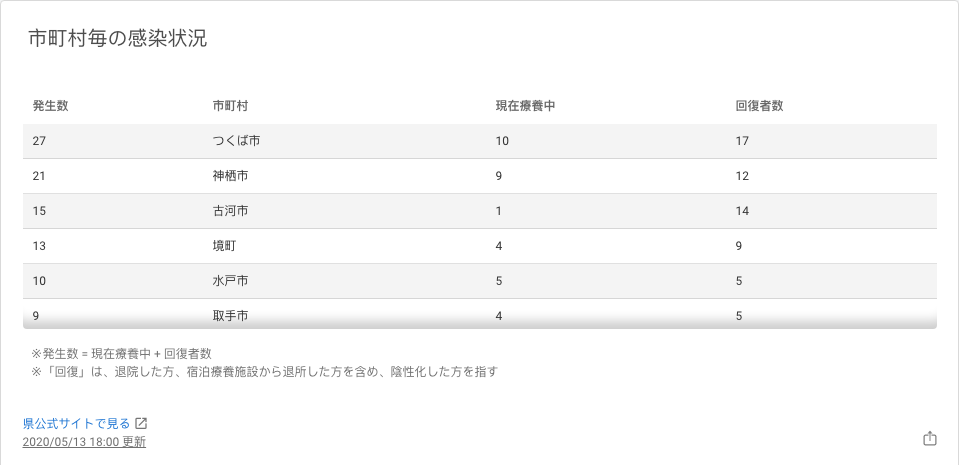 市町村毎の感染状況
発生数 市町村 現在療養中 回復者数
27 つくば市 10 17
21 神栖市 9 12
15 古河市 1 14
13 境町 4 9
10 水戸市 5 5
9 取手市 4 5
※発生数 = 現在療養中 + 回復者数
※「回復」は、退院した方、宿泊療養施設から退所した方を含め、陰性化した方を指す
県公式サイトで見る
2020/05/13 18:00 更新